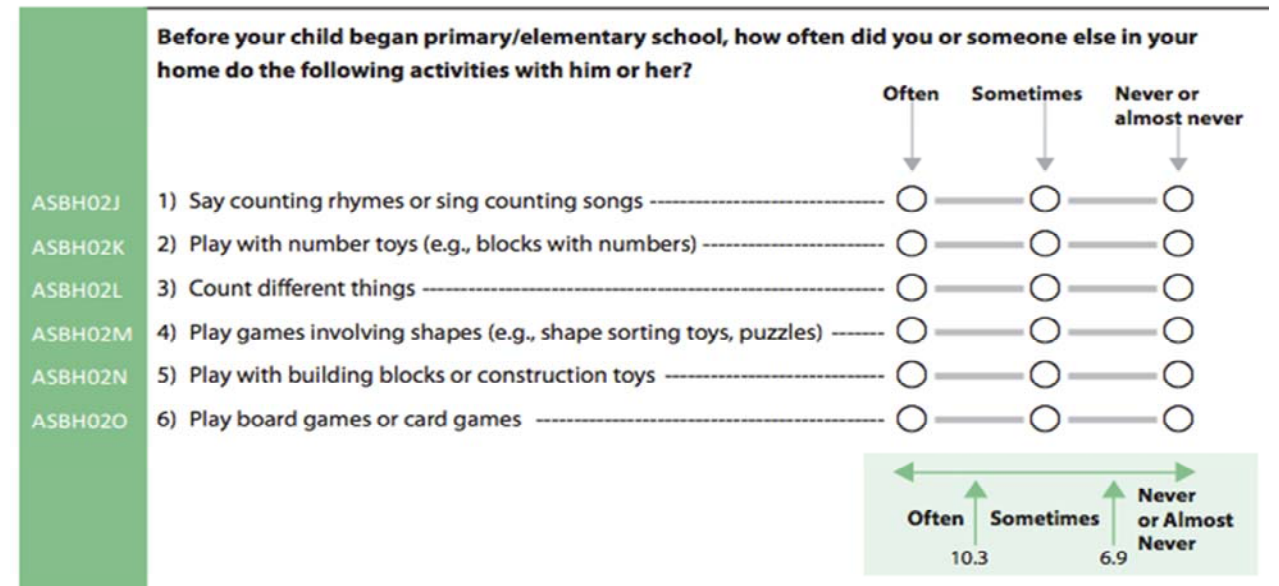 Before your child began primary/elementary school, how often did you or someone else in your
home do the following activities with him or her?
Often Sometimes Never or
almost never
ASBH02J 1) Say counting rhymes or sing counting songs
ASBH02K 2) Play with number toys (e.g., blocks with numbers)
ASBH02L 3) Count different things
ASBH02M 4) Play games involving shapes (e.g., shape sorting toys, puzzles)
ASBH02N 5) Play with building blocks or construction toys
ASBH02O 6) Play board games or card games
Often Sometimes Never
or Almost
Never
10.3 6.9